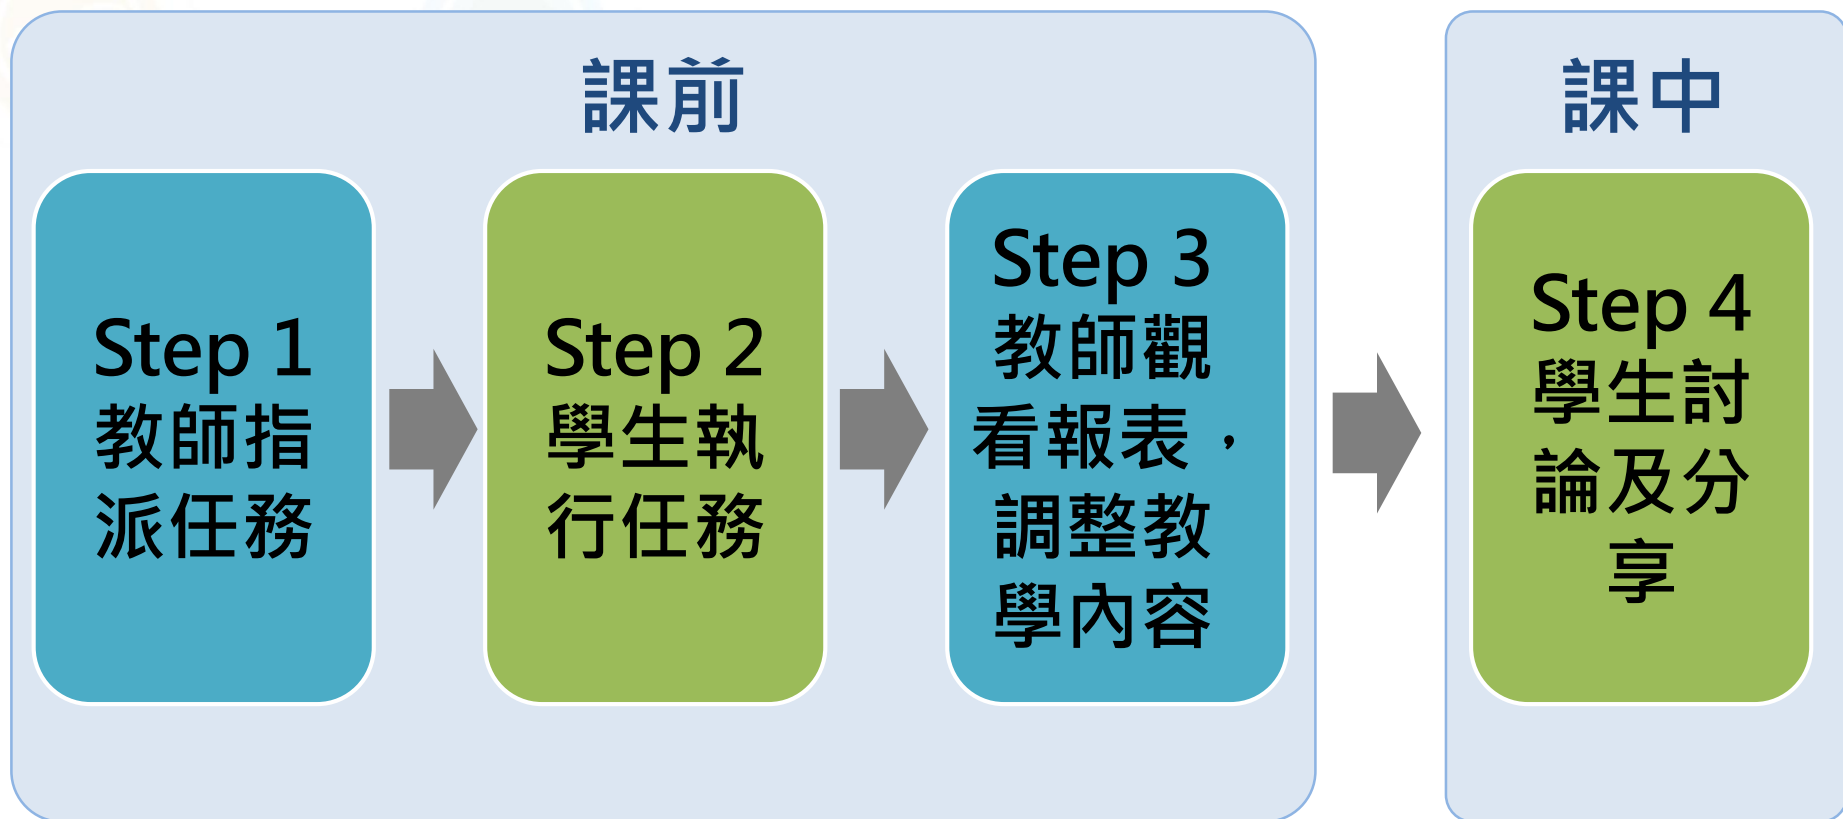 課前
Step 1
教師指
派任務
Step 2
學生執
行任務
Step 3
教師觀
看報表，
調整教
學內容
課中
Step 4
學生討
論及分
享